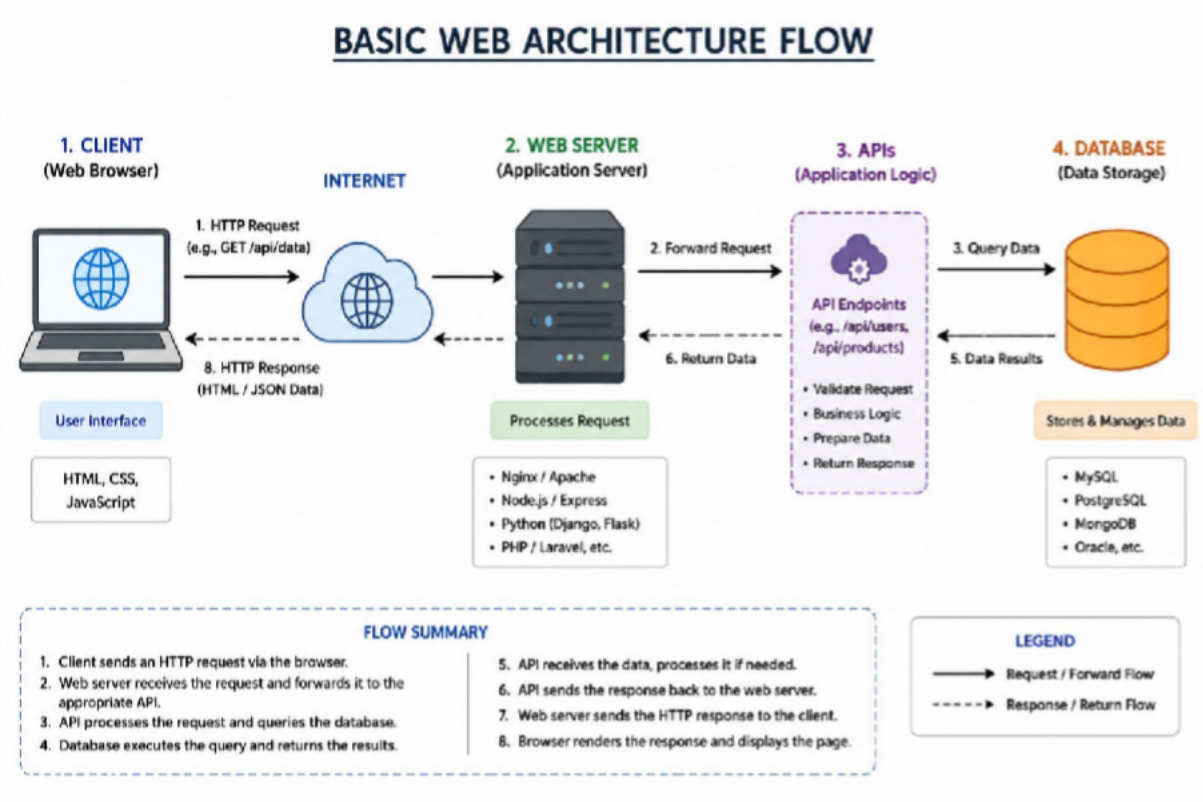 BASIC WEB ARCHITECTURE FLOW
1. CLIENT
(Web Browser)
INTERNET
2. WEB SERVER
(Application Server)
3. APIs
(Application Logic)
4. DATABASE
(Data Storage)
1. HTTP Request
(e.g., GET /api/data)
8. HTTP Response
(HTML / JSON Data)
2. Forward Request
6. Return Data
3. Query Data
5. Data Results
API Endpoints
(e.g., /api/users,
/api/products)
• Validate Request
• Business Logic
• Prepare Data
• Return Response
User Interface
HTML, CSS,
JavaScript
Processes Request
• Nginx / Apache
• Node.js / Express
• Python (Django, Flask)
• PHP / Laravel, etc.
Stores & Manages Data
• MySQL
• PostgreSQL
• MongoDB
• Oracle, etc.
FLOW SUMMARY
1. Client sends an HTTP request via the browser.
2. Web server receives the request and forwards it to the
appropriate API.
3. API processes the request and queries the database.
4. Database executes the query and returns the results.
5. API receives the data, processes it if needed.
6. API sends the response back to the web server.
7. Web server sends the HTTP response to the client.
8. Browser renders the response and displays the page.
LEGEND
Request / Forward Flow
Response / Return Flow